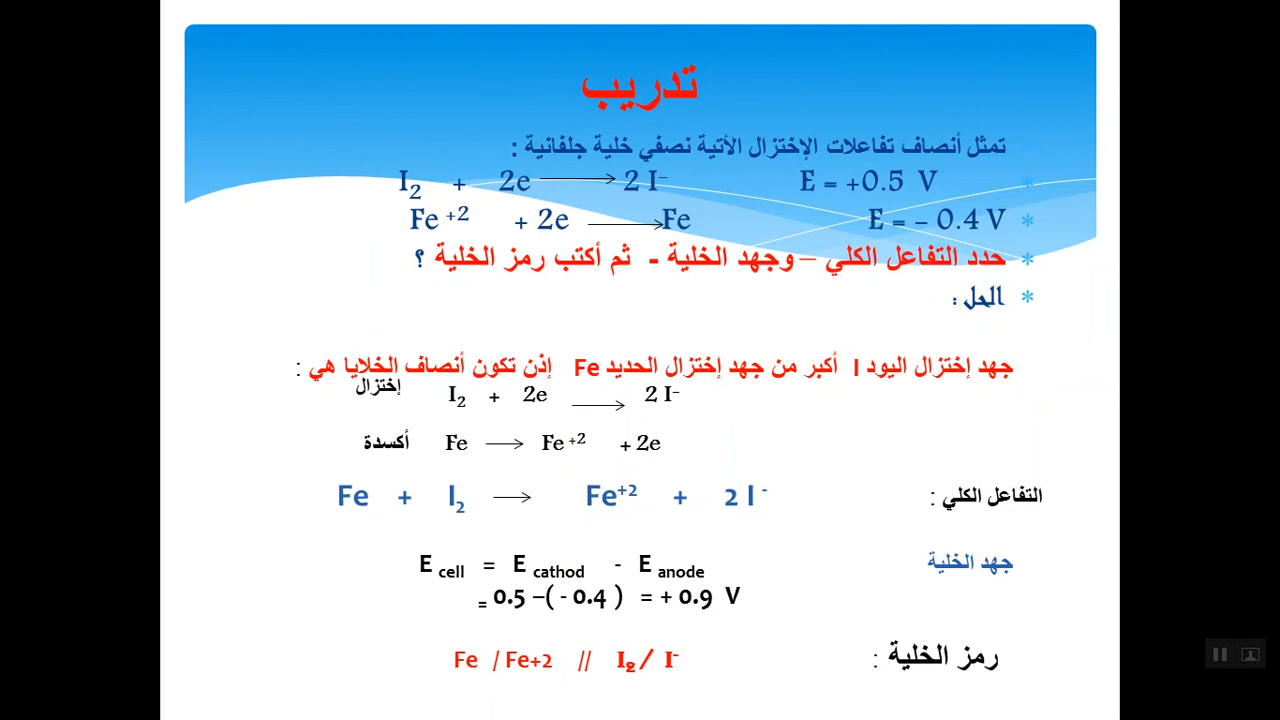 تدريب
تمثل أنصاف تفاعلات الإختزال الأتية نصفي خلية جلفانية :
* I₂ + 2e ⟶ 2 I⁻ E = +0.5 V
* Fe ⁺² + 2e ⟶ Fe E = – 0.4 V
* حدد التفاعل الكلي – وجهد الخلية - ثم أكتب رمز الخلية ؟
* الحل :
جهد إختزال اليود I أكبر من جهد إختزال الحديد Fe إذن تكون أنصاف الخلايا هي :
إختزال I₂ + 2e ⟶ 2 I⁻
أكسدة Fe ⟶ Fe ⁺² + 2e
التفاعل الكلي : Fe + I₂ ⟶ Fe⁺² + 2 I ⁻
جهد الخلية E cell = E cathod - E anode
= 0.5 –( - 0.4 ) = + 0.9 V
رمز الخلية : Fe / Fe+2 // I₂ / I⁻